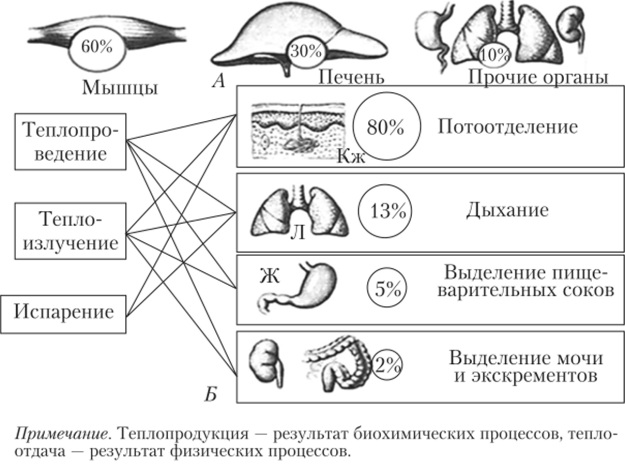 60%
30%
10%
Мышцы
А
Печень
Прочие органы
Теплопро-
ведение
Тепло-
излучение
Испарение
80%
Потоотделение
Кж
13%
Дыхание
Л
Ж
5%
Выделение пище-
варительных соков
2%
Выделение мочи
и экскрементов
Б
Примечание. Теплопродукция — результат биохимических процессов, тепло-
отдача — результат физических процессов.